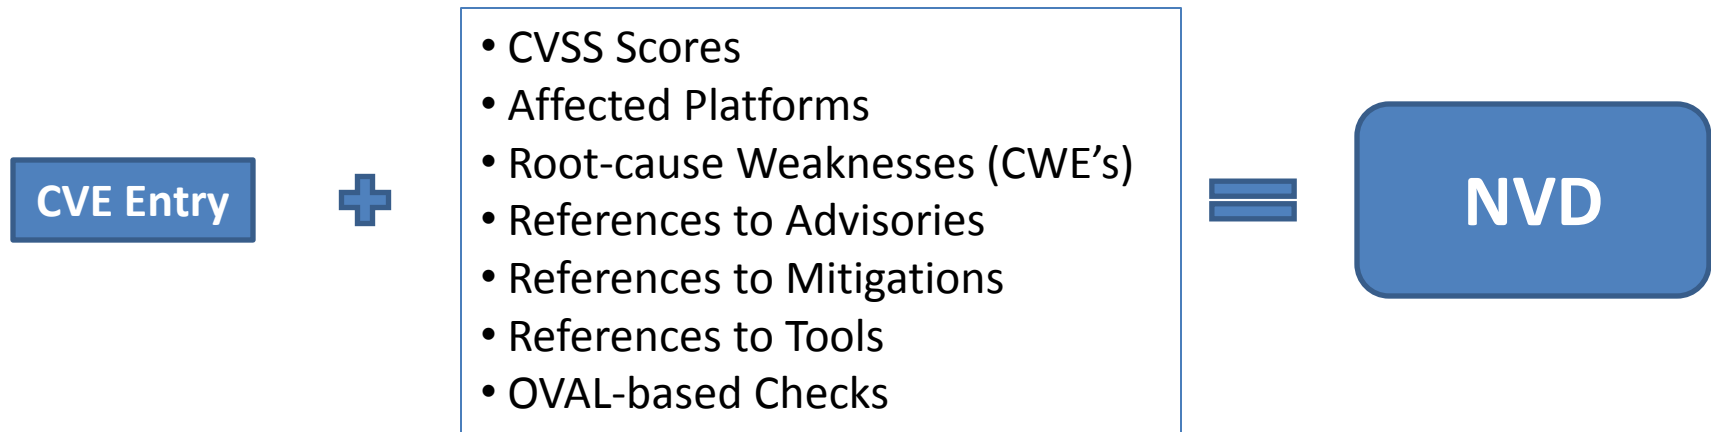 CVE Entry
• CVSS Scores
• Affected Platforms
• Root-cause Weaknesses (CWE’s)
• References to Advisories
• References to Mitigations
• References to Tools
• OVAL-based Checks
NVD